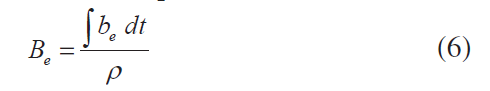 B_e = ∫ b_e dt / ρ (6)